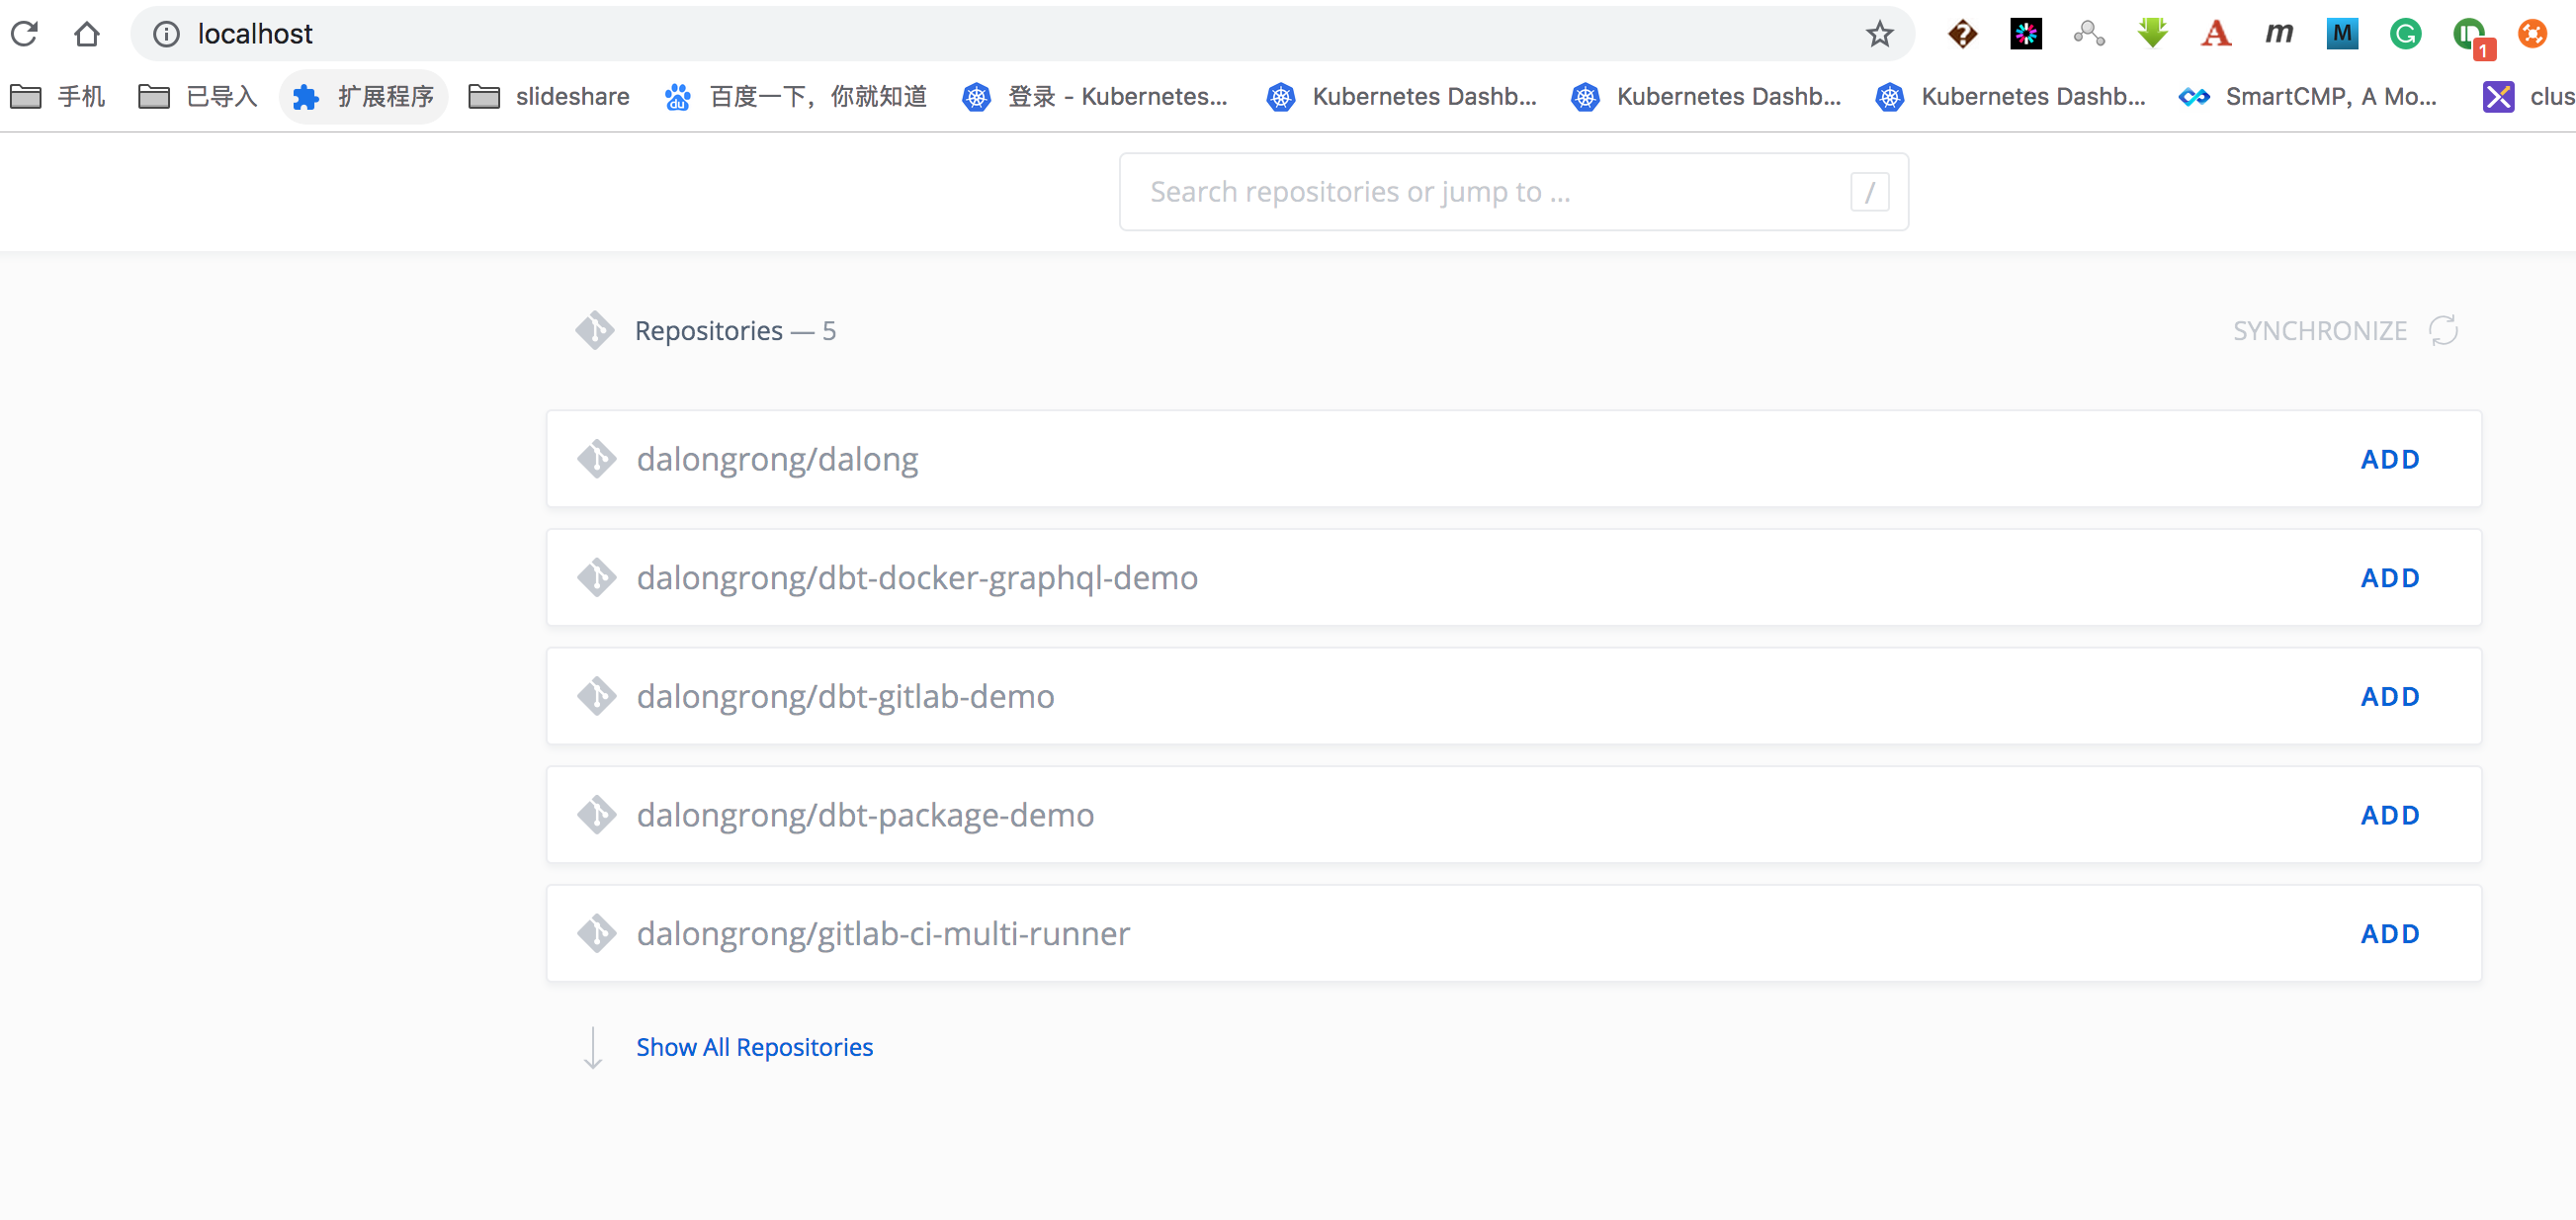 localhost
1
手机 已导入 扩展程序 slideshare 百度一下，你就知道 登录 - Kubernetes... Kubernetes Dashb... Kubernetes Dashb... Kubernetes Dashb... SmartCMP, A Mo... clus
Search repositories or jump to ... /
Repositories — 5 SYNCHRONIZE
dalongrong/dalong ADD
dalongrong/dbt-docker-graphql-demo ADD
dalongrong/dbt-gitlab-demo ADD
dalongrong/dbt-package-demo ADD
dalongrong/gitlab-ci-multi-runner ADD
Show All Repositories